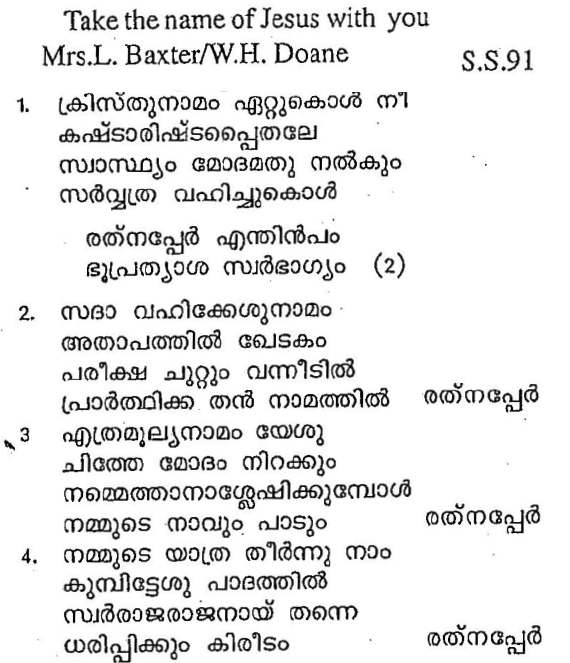 Take the name of Jesus with you
Mrs.L. Baxter/W.H. Doane S.S.91
1. ക്രിസ്തുനാമം ഏറ്റുകൊൾ നീ
കഷ്ടാരിഷ്ടപ്പൈതലേ
സ്വാസ്ഥ്യം മോദമതു നൽകും
സർവ്വത്ര വഹിച്ചുകൊൾ
രത്നപ്പേർ എന്തിൻപം
ഭൂപ്രത്യാശ സ്വർഭാഗ്യം (2)
2. സദാ വഹിക്കേശുനാമം
അതാപത്തിൽ ഖേടകം
പരീക്ഷ ചുറ്റും വന്നീടിൽ
പ്രാർത്ഥിക്ക തൻ നാമത്തിൽ രത്നപ്പേർ
3 എത്രമൂല്യനാമം യേശു
ചിത്തേ മോദം നിറക്കും
നമ്മെത്താനാശ്ലേഷിക്കുമ്പോൾ
നമ്മുടെ നാവും പാടും രത്നപ്പേർ
4. നമ്മുടെ യാത്ര തീർന്നു നാം
കുമ്പിട്ടേശു പാദത്തിൽ
സ്വർരാജരാജനായ് തന്നെ
ധരിപ്പിക്കും കിരീടം രത്നപ്പേർ